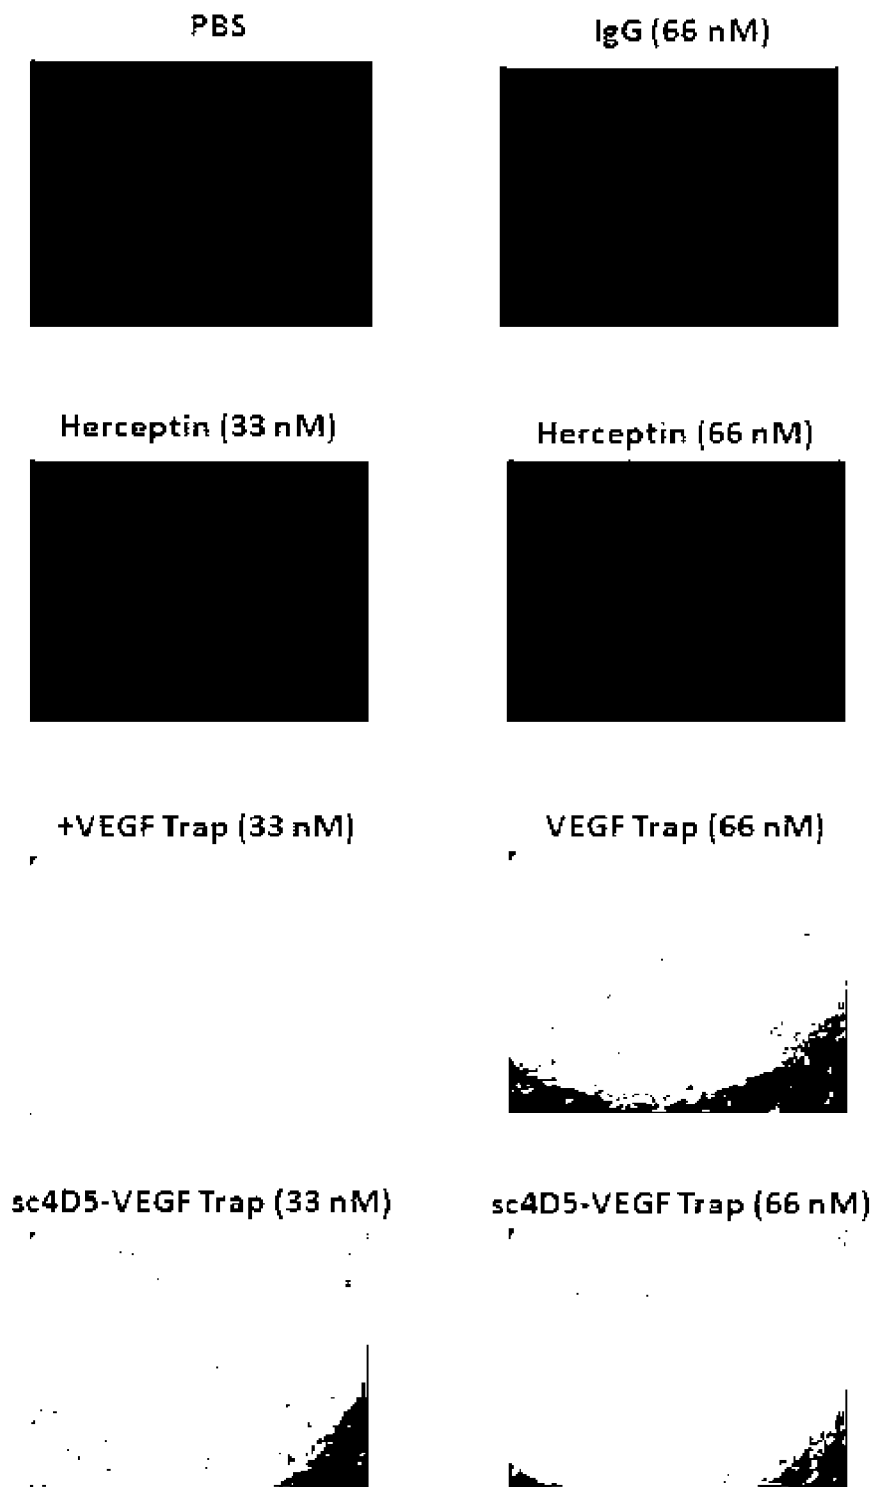 PBS
IgG (66 nM)
Herceptin (33 nM)
Herceptin (66 nM)
+VEGF Trap (33 nM)
VEGF Trap (66 nM)
sc4D5-VEGF Trap (33 nM)
sc4D5-VEGF Trap (66 nM)